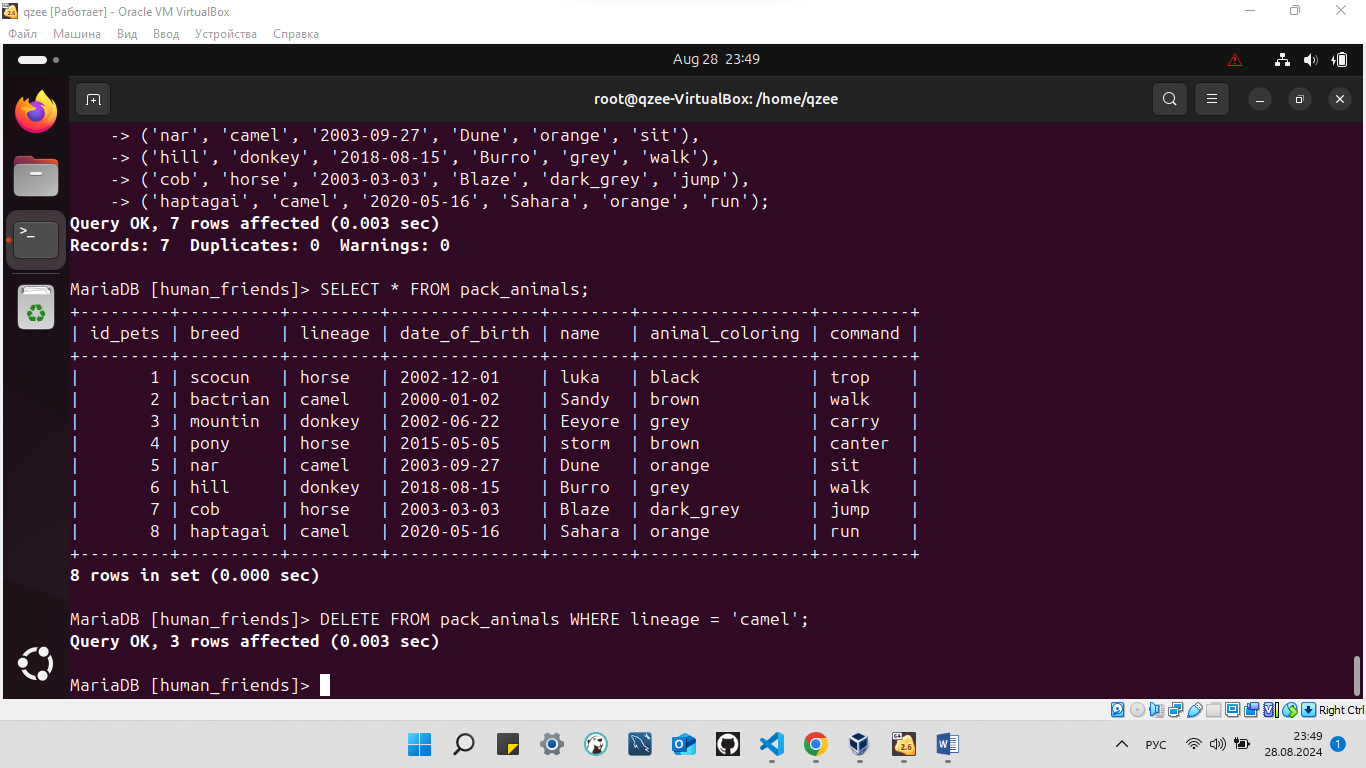 qzee [Работает] - Oracle VM VirtualBox
Файл Машина Вид Ввод Устройства Справка
Aug 28 23:49
root@qzee-VirtualBox: /home/qzee
    -> ('nar', 'camel', '2003-09-27', 'Dune', 'orange', 'sit'),
    -> ('hill', 'donkey', '2018-08-15', 'Burro', 'grey', 'walk'),
    -> ('cob', 'horse', '2003-03-03', 'Blaze', 'dark_grey', 'jump'),
    -> ('haptagai', 'camel', '2020-05-16', 'Sahara', 'orange', 'run');
Query OK, 7 rows affected (0.003 sec)
Records: 7  Duplicates: 0  Warnings: 0
MariaDB [human_friends]> SELECT * FROM pack_animals;
+---------+----------+---------+---------------+--------+-----------------+---------+
| id_pets | breed    | lineage | date_of_birth | name   | animal_coloring | command |
+---------+----------+---------+---------------+--------+-----------------+---------+
|       1 | scocun   | horse   | 2002-12-01    | luka   | black           | trop    |
|       2 | bactrian | camel   | 2000-01-02    | Sandy  | brown           | walk    |
|       3 | mountin  | donkey  | 2002-06-22    | Eeyore | grey            | carry   |
|       4 | pony     | horse   | 2015-05-05    | storm  | brown           | canter  |
|       5 | nar      | camel   | 2003-09-27    | Dune   | orange          | sit     |
|       6 | hill     | donkey  | 2018-08-15    | Burro  | grey            | walk    |
|       7 | cob      | horse   | 2003-03-03    | Blaze  | dark_grey       | jump    |
|       8 | haptagai | camel   | 2020-05-16    | Sahara | orange          | run     |
+---------+----------+---------+---------------+--------+-----------------+---------+
8 rows in set (0.000 sec)
MariaDB [human_friends]> DELETE FROM pack_animals WHERE lineage = 'camel';
Query OK, 3 rows affected (0.003 sec)
MariaDB [human_friends]>
Right Ctrl
РУС
23:49
28.08.2024
1